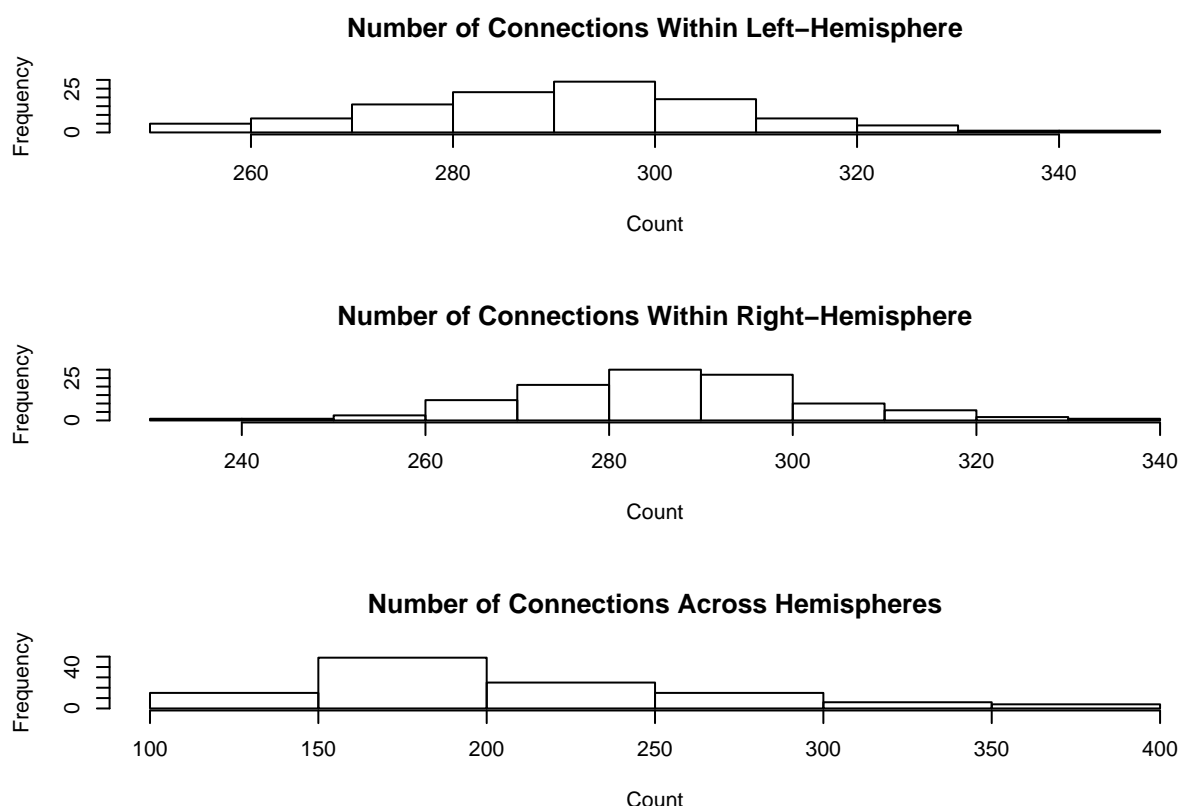 Number of Connections Within Left−Hemisphere
Frequency
25
0
260 280 300 320 340
Count
Number of Connections Within Right−Hemisphere
Frequency
25
0
240 260 280 300 320 340
Count
Number of Connections Across Hemispheres
Frequency
40
0
100 150 200 250 300 350 400
Count